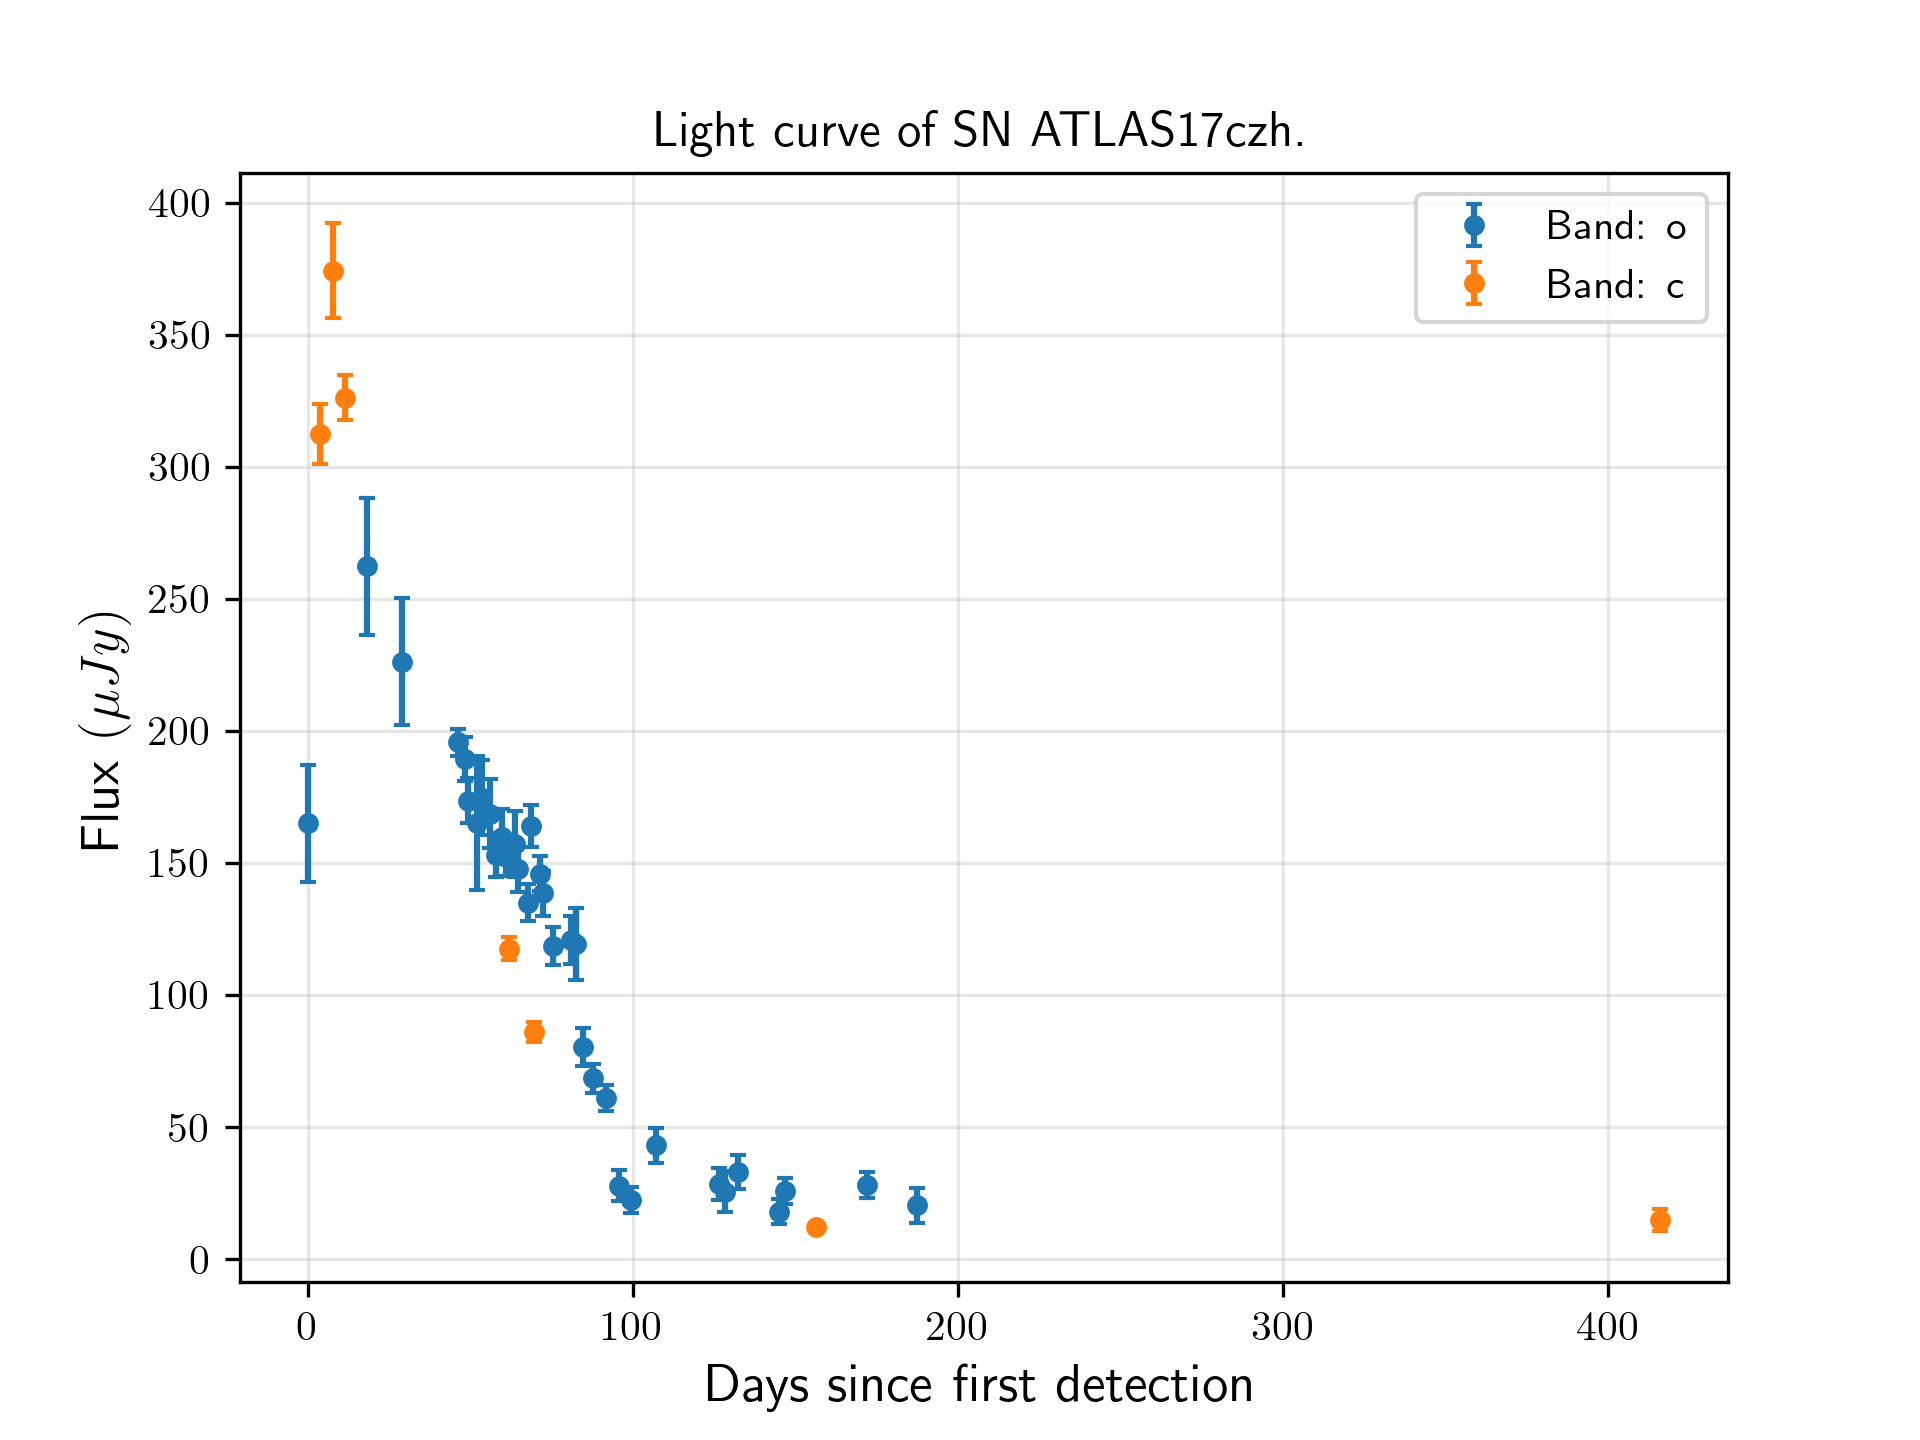 Light curve of SN ATLAS17czh.
Band: o
Band: c
400
350
300
250
200
150
100
50
0
Flux (μJy)
0 100 200 300 400
Days since first detection